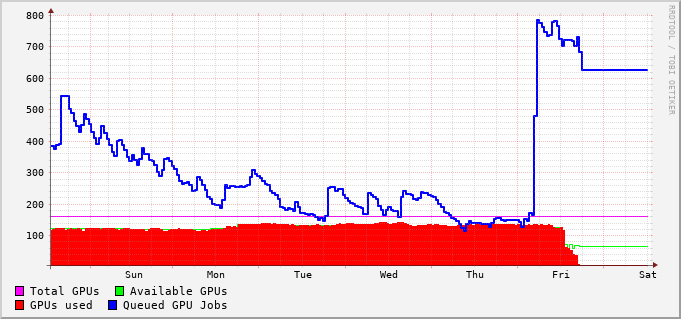 800
700
600
500
400
300
200
100
Sun Mon Tue Wed Thu Fri Sat
Total GPUs Available GPUs
GPUs used Queued GPU Jobs
RRDTOOL / TOBI OETIKER